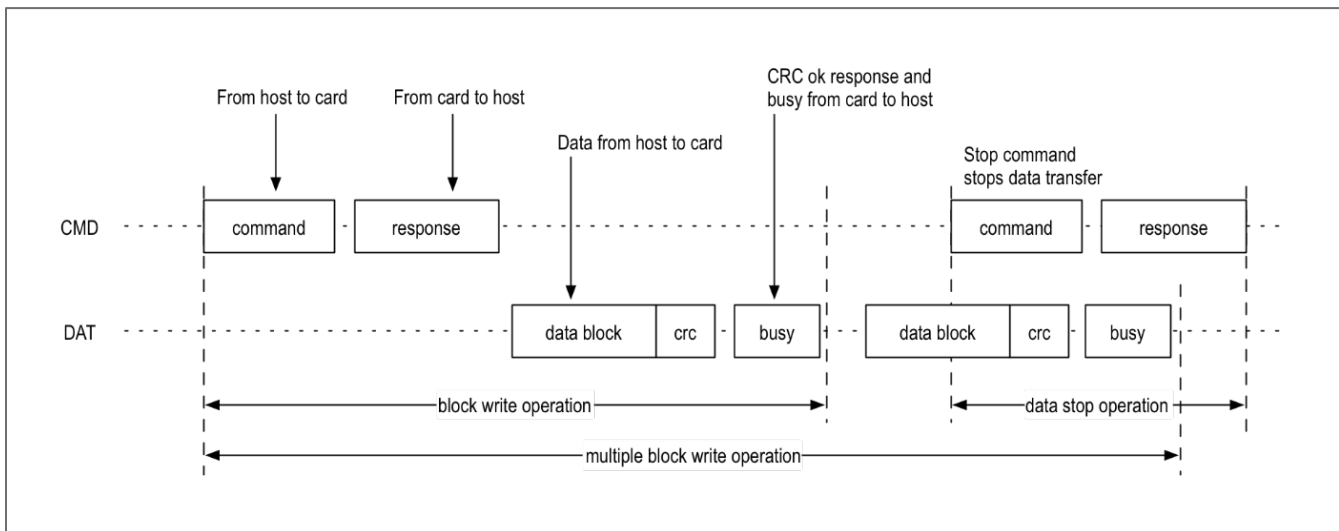 CRC ok response and
busy from card to host
From host to card
From card to host
Data from host to card
Stop command
stops data transfer
CMD
command
response
command
response
DAT
data block
crc
busy
data block
crc
busy
block write operation
data stop operation
multiple block write operation